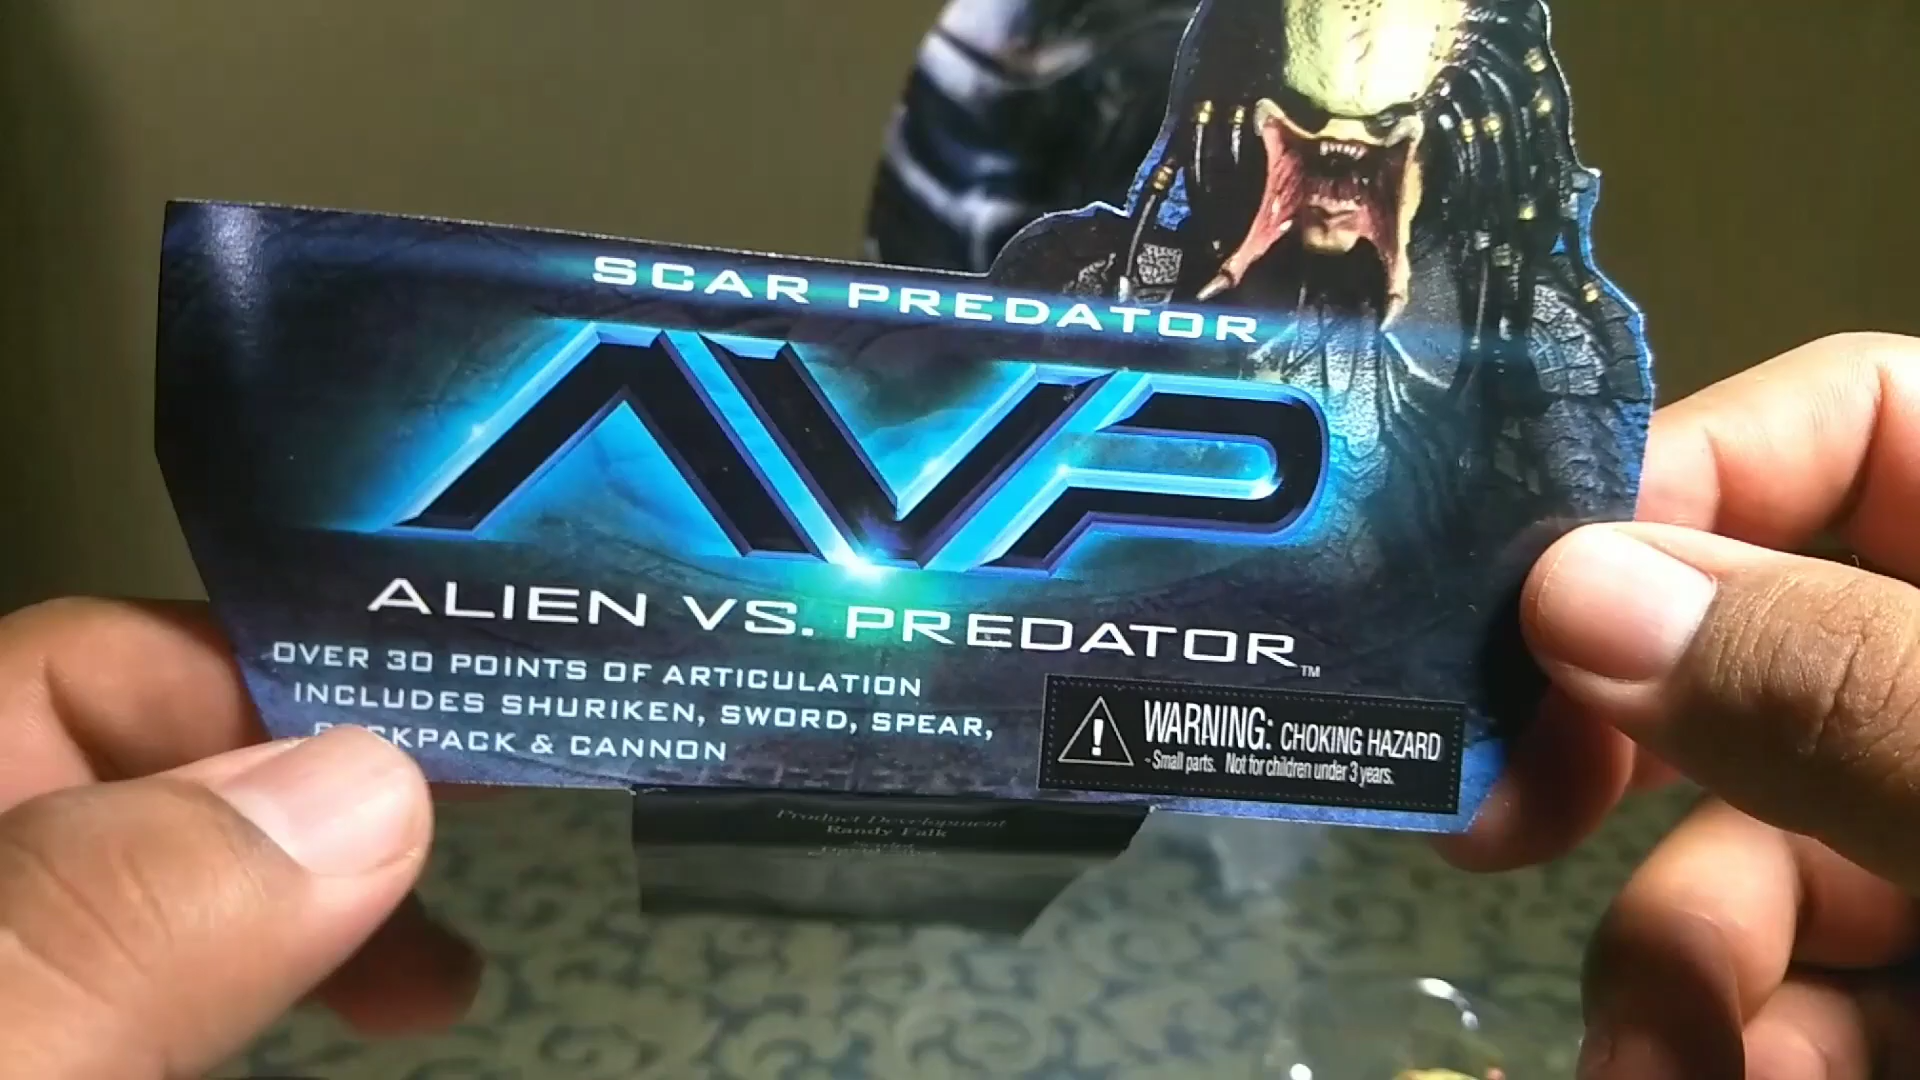 SCAR PREDATOR
AVP
ALIEN VS. PREDATOR™
OVER 30 POINTS OF ARTICULATION
INCLUDES SHURIKEN, SWORD, SPEAR,
BACKPACK & CANNON
WARNING: CHOKING HAZARD
- Small parts. Not for children under 3 years.
Product Development
Randy Falk